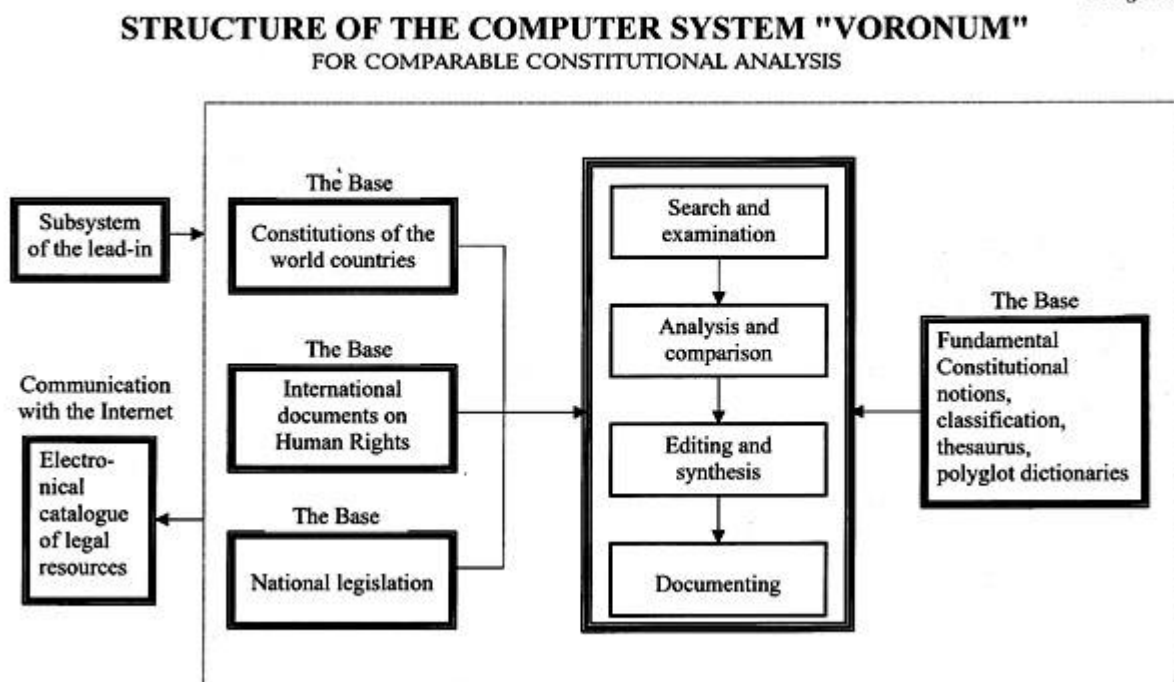 STRUCTURE OF THE COMPUTER SYSTEM "VORONUM"
FOR COMPARABLE CONSTITUTIONAL ANALYSIS
Subsystem
of the lead-in
Communication
with the Internet
Electro-
nical
catalogue
of legal
resources
The Base
Constitutions of the
world countries
The Base
International
documents on
Human Rights
The Base
National legislation
Search and
examination
Analysis and
comparison
Editing and
synthesis
Documenting
The Base
Fundamental
Constitutional
notions,
classification,
thesaurus,
polyglot dictionaries